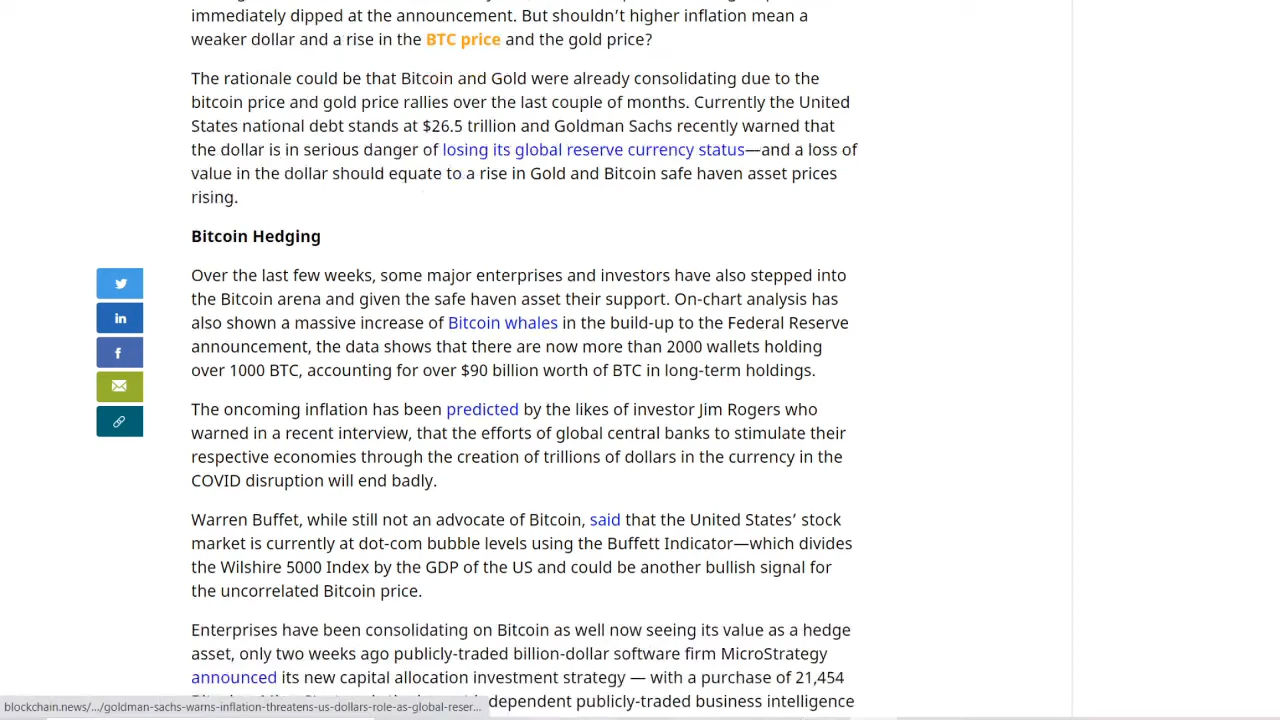 immediately dipped at the announcement. But shouldn't higher inflation mean a
weaker dollar and a rise in the BTC price and the gold price?
The rationale could be that Bitcoin and Gold were already consolidating due to the
bitcoin price and gold price rallies over the last couple of months. Currently the United
States national debt stands at $26.5 trillion and Goldman Sachs recently warned that
the dollar is in serious danger of losing its global reserve currency status—and a loss of
value in the dollar should equate to a rise in Gold and Bitcoin safe haven asset prices
rising.
Bitcoin Hedging
Over the last few weeks, some major enterprises and investors have also stepped into
the Bitcoin arena and given the safe haven asset their support. On-chart analysis has
also shown a massive increase of Bitcoin whales in the build-up to the Federal Reserve
announcement, the data shows that there are now more than 2000 wallets holding
over 1000 BTC, accounting for over $90 billion worth of BTC in long-term holdings.
The oncoming inflation has been predicted by the likes of investor Jim Rogers who
warned in a recent interview, that the efforts of global central banks to stimulate their
respective economies through the creation of trillions of dollars in the currency in the
COVID disruption will end badly.
Warren Buffet, while still not an advocate of Bitcoin, said that the United States' stock
market is currently at dot-com bubble levels using the Buffett Indicator—which divides
the Wilshire 5000 Index by the GDP of the US and could be another bullish signal for
the uncorrelated Bitcoin price.
Enterprises have been consolidating on Bitcoin as well now seeing its value as a hedge
asset, only two weeks ago publicly-traded billion-dollar software firm MicroStrategy
announced its new capital allocation investment strategy — with a purchase of 21,454
dependent publicly-traded business intelligence
blockchain.news/.../goldman-sachs-warns-inflation-threatens-us-dollars-role-as-global-reser...